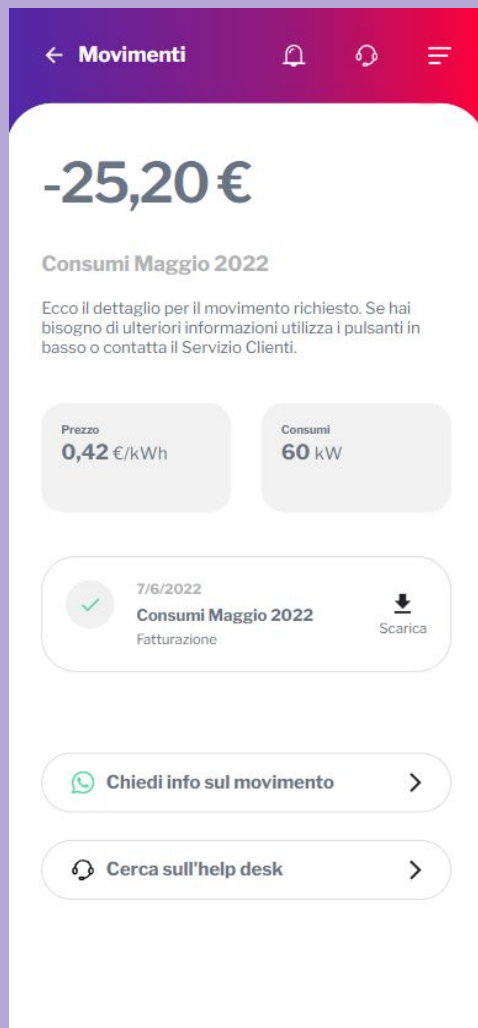 Movimenti
-25,20 €
Consumi Maggio 2022
Ecco il dettaglio per il movimento richiesto. Se hai
bisogno di ulteriori informazioni utilizza i pulsanti in
basso o contatta il Servizio Clienti.
Prezzo
0,42 €/kWh
Consumi
60 kW
7/6/2022
Consumi Maggio 2022
Fatturazione
Scarica
Chiedi info sul movimento
Cerca sull'help desk